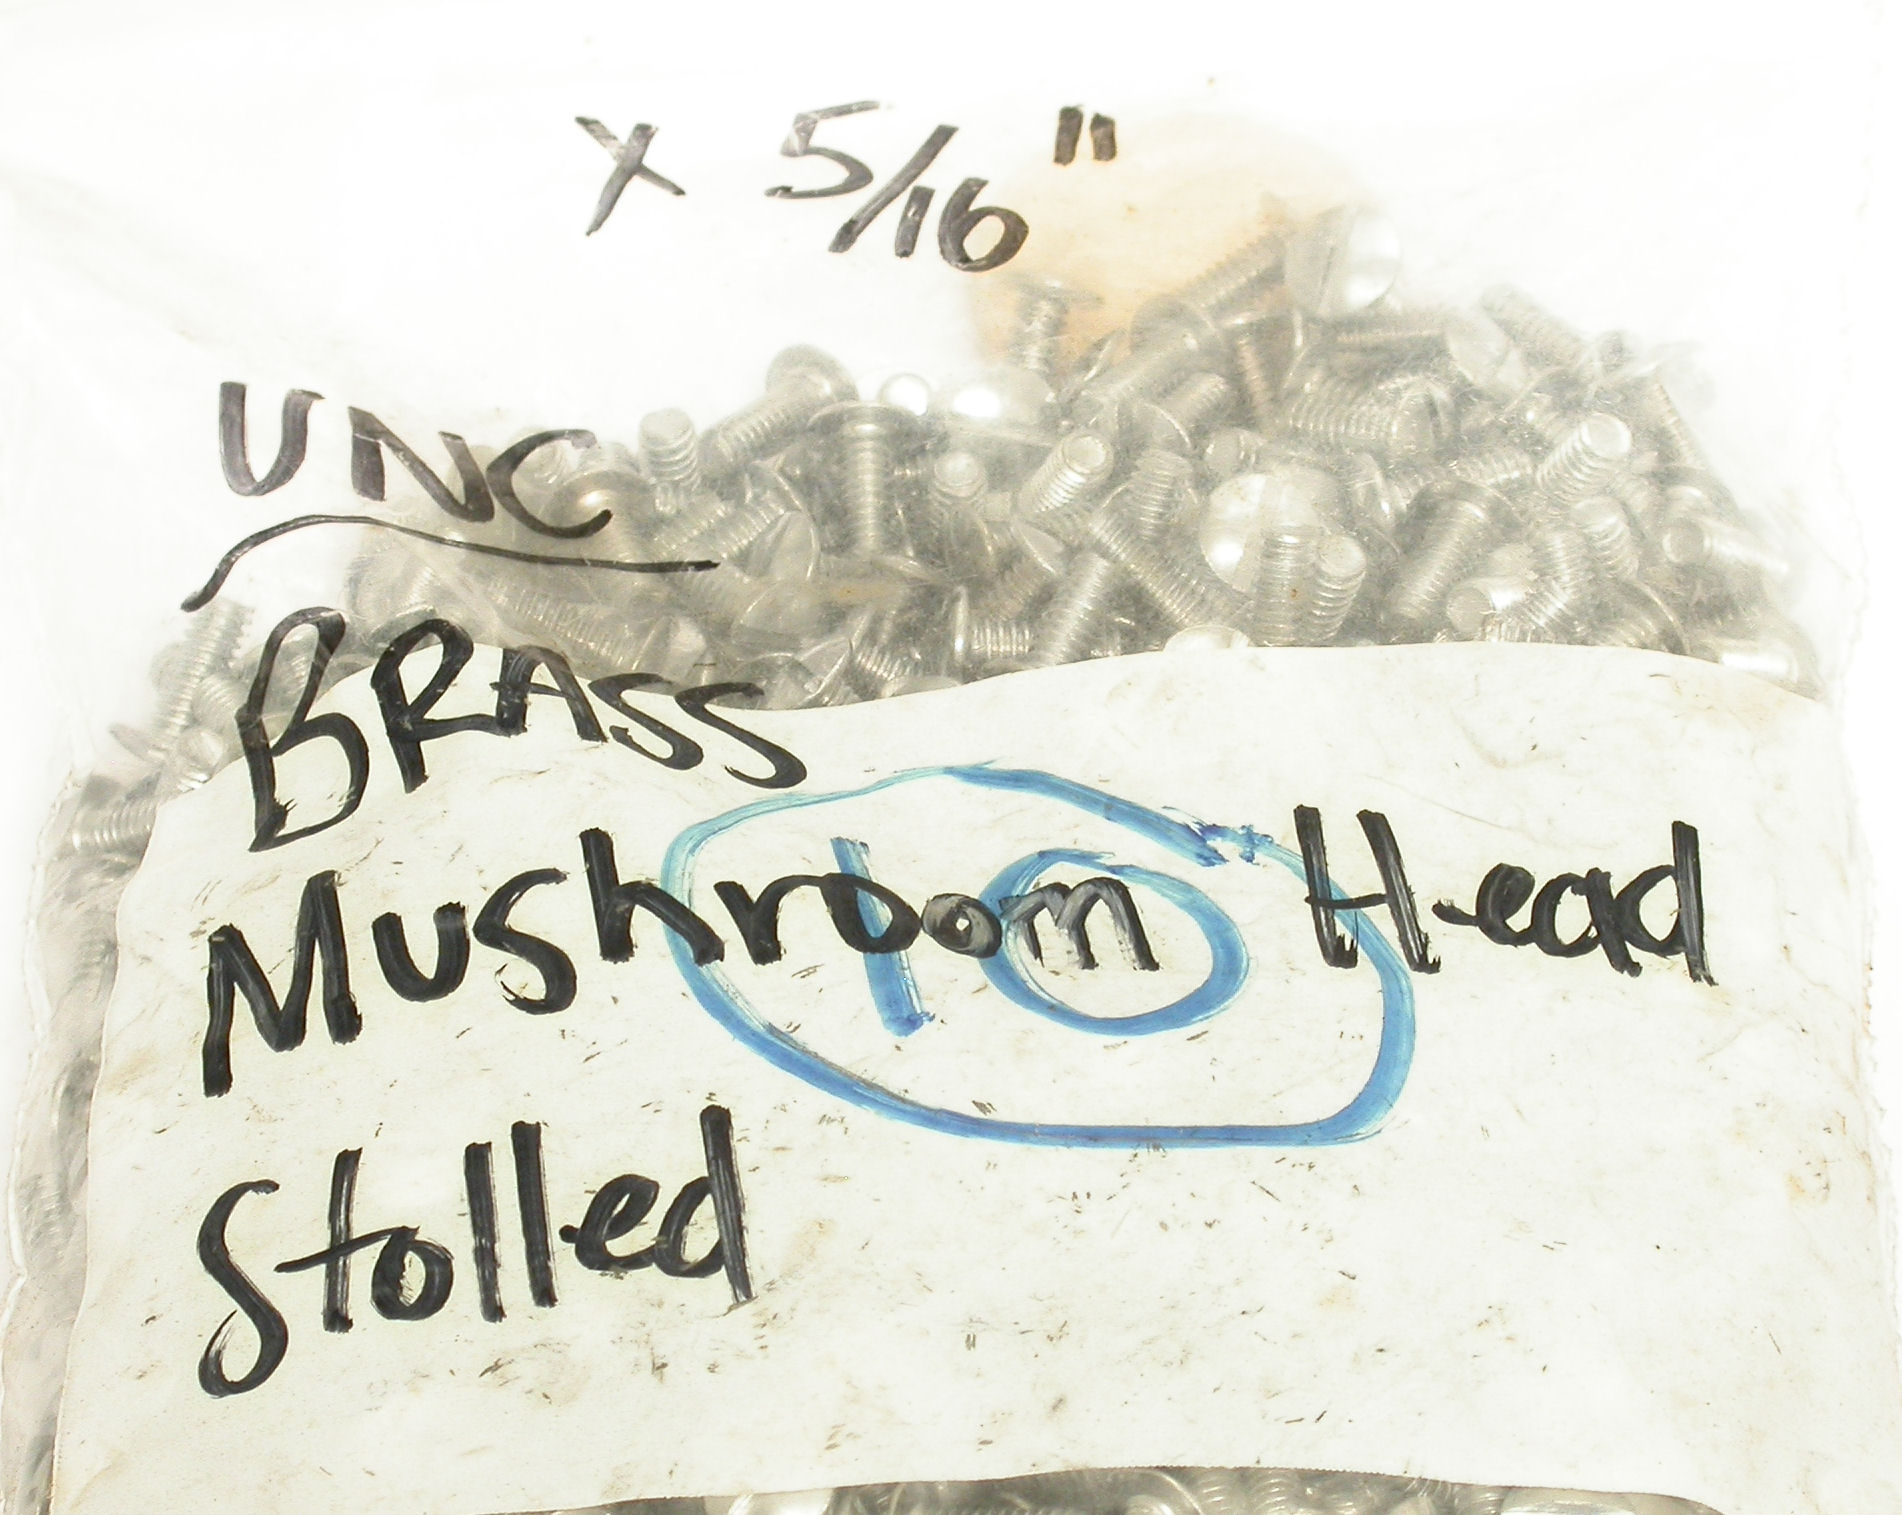 x 5/16"
UNC
BRASS
Mushroom Head
10
Stolled